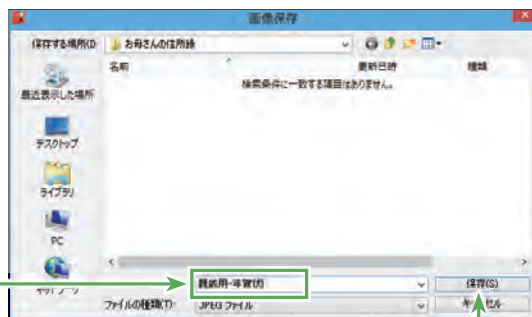 画像保存
保存する場所(I): お母さんの住所録
名前 更新日時 種類
検索条件に一致する項目はありません。
最近表示した場所
デスクトップ
ライブラリ
PC
親戚用-年賀(1)
保存(S)
ファイルの種類(T): JPEG ファイル
キャンセル